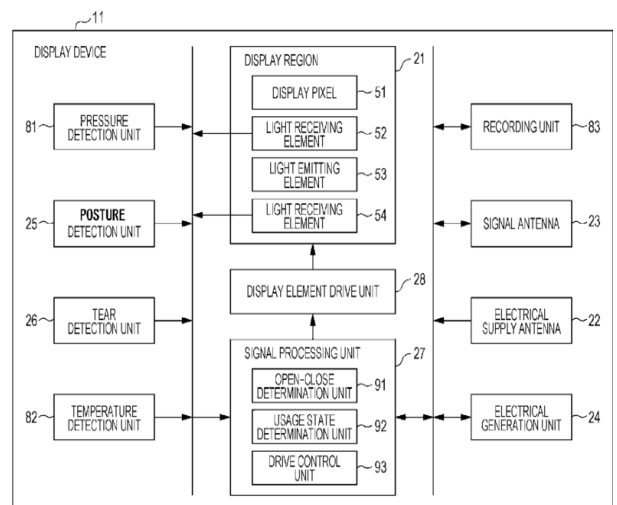 11
DISPLAY DEVICE
81
PRESSURE
DETECTION UNIT
25
POSTURE
DETECTION UNIT
26
TEAR
DETECTION UNIT
82
TEMPERATURE
DETECTION UNIT
DISPLAY REGION
21
DISPLAY PIXEL
51
LIGHT RECEIVING
ELEMENT
52
LIGHT EMITTING
ELEMENT
53
LIGHT RECEIVING
ELEMENT
54
DISPLAY ELEMENT DRIVE UNIT
28
SIGNAL PROCESSING UNIT
27
OPEN-CLOSE
DETERMINATION UNIT
91
USAGE STATE
DETERMINATION UNIT
92
DRIVE CONTROL
UNIT
93
RECORDING UNIT
83
SIGNAL ANTENNA
23
ELECTRICAL
SUPPLY ANTENNA
22
ELECTRICAL
GENERATION UNIT
24